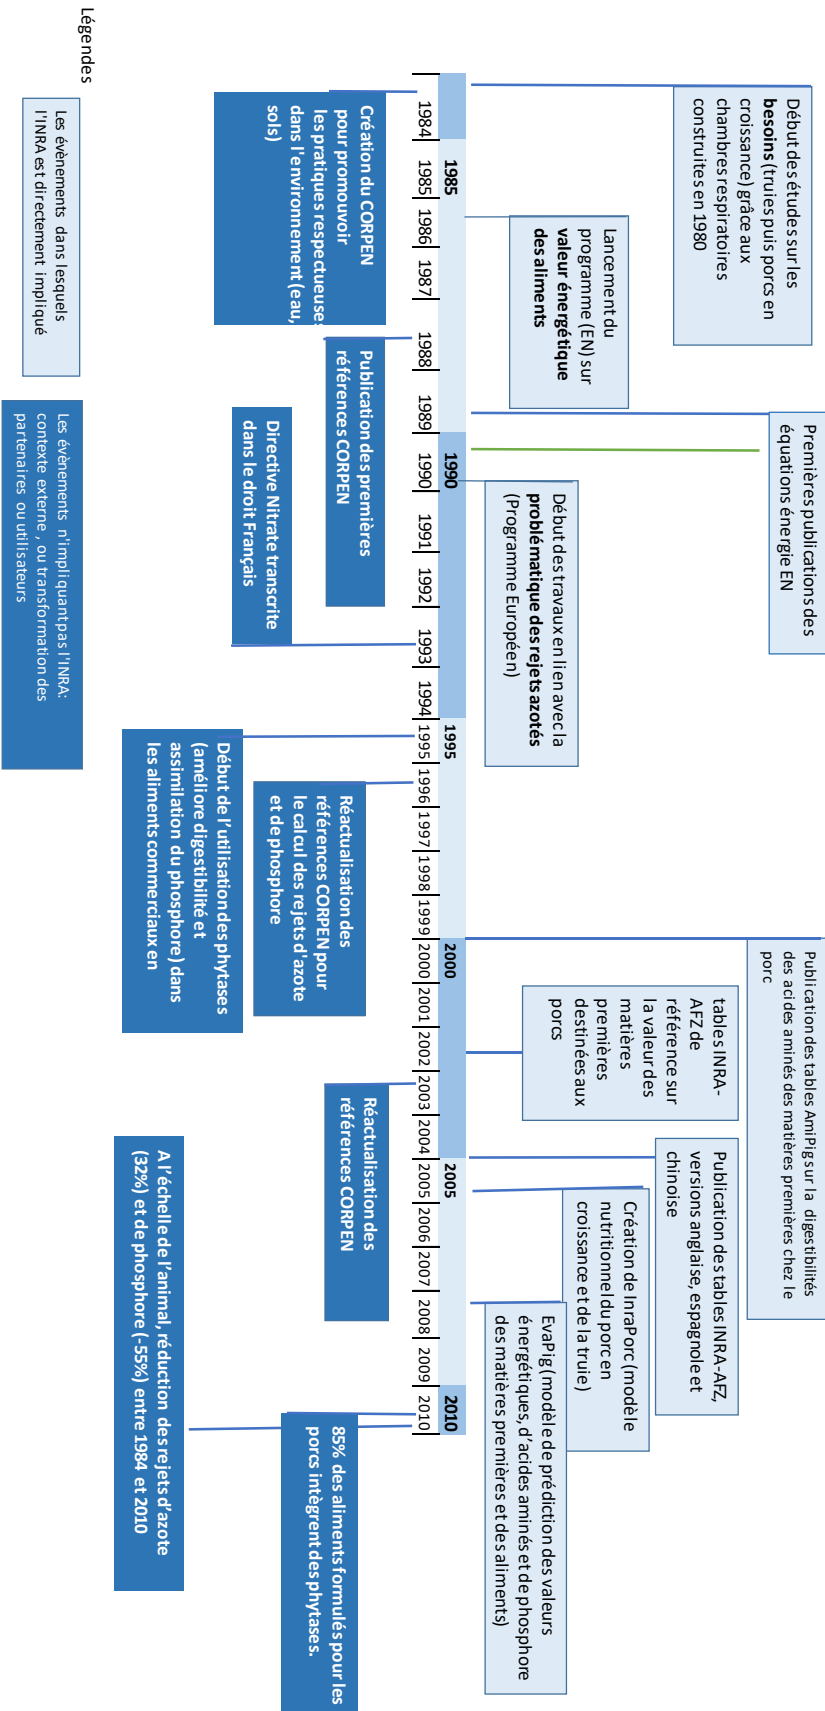 Début des études sur les
besoins (truies puis porcs en
croissance) grâce aux
chambres respiratoires
construites en 1980
Lancement du
programme (EN) sur
valeur énergétique
des aliments
Premières publications des
équations énergie EN
Début des travaux en lien avec la
problématique des rejets azotés
(Programme Européen)
Publication des tables AmiPig sur la digestibilités
des acides aminés des matières premières chez le
porc
tables INRA-
AFZ de
référence sur
la valeur des
matières
premières
destinées aux
porcs
Publication des tables INRA-AFZ,
versions anglaise, espagnole et
chinoise
Création de InraPorc (modèle
nutritionnel du porc en
croissance et de la truie)
EvaPig (modèle de prédiction des valeurs
énergétiques, d'acides aminés et de phosphore
des matières premières et des aliments)
1985
1990
1995
2000
2005
2010
1984
1985
1986
1987
1988
1989
1990
1991
1992
1993
1994
1995
1996
1997
1998
1999
2000
2001
2002
2003
2004
2005
2006
2007
2008
2009
2010
Création du CORPEN
pour promouvoir
les pratiques respectueuses
dans l'environnement (eau,
sols)
Publication des premières
références CORPEN
Directive Nitrate transcrite
dans le droit Français
Début de l'utilisation des phytases
(améliore digestibilité et
assimilation du phosphore) dans
les aliments commerciaux en
Réactualisation des
références CORPEN pour
le calcul des rejets d'azote
et de phosphore
Réactualisation des
références CORPEN
A l'échelle de l'animal, réduction des rejets d'azote
(32%) et de phosphore (-55%) entre 1984 et 2010
85% des aliments formulés pour les
porcs intègrent des phytases.
Légendes
Les évènements dans lesquels
l'INRA est directement impliqué
Les évènements n'impliquant pas l'INRA:
contexte externe , ou transformation des
partenaires ou utilisateurs